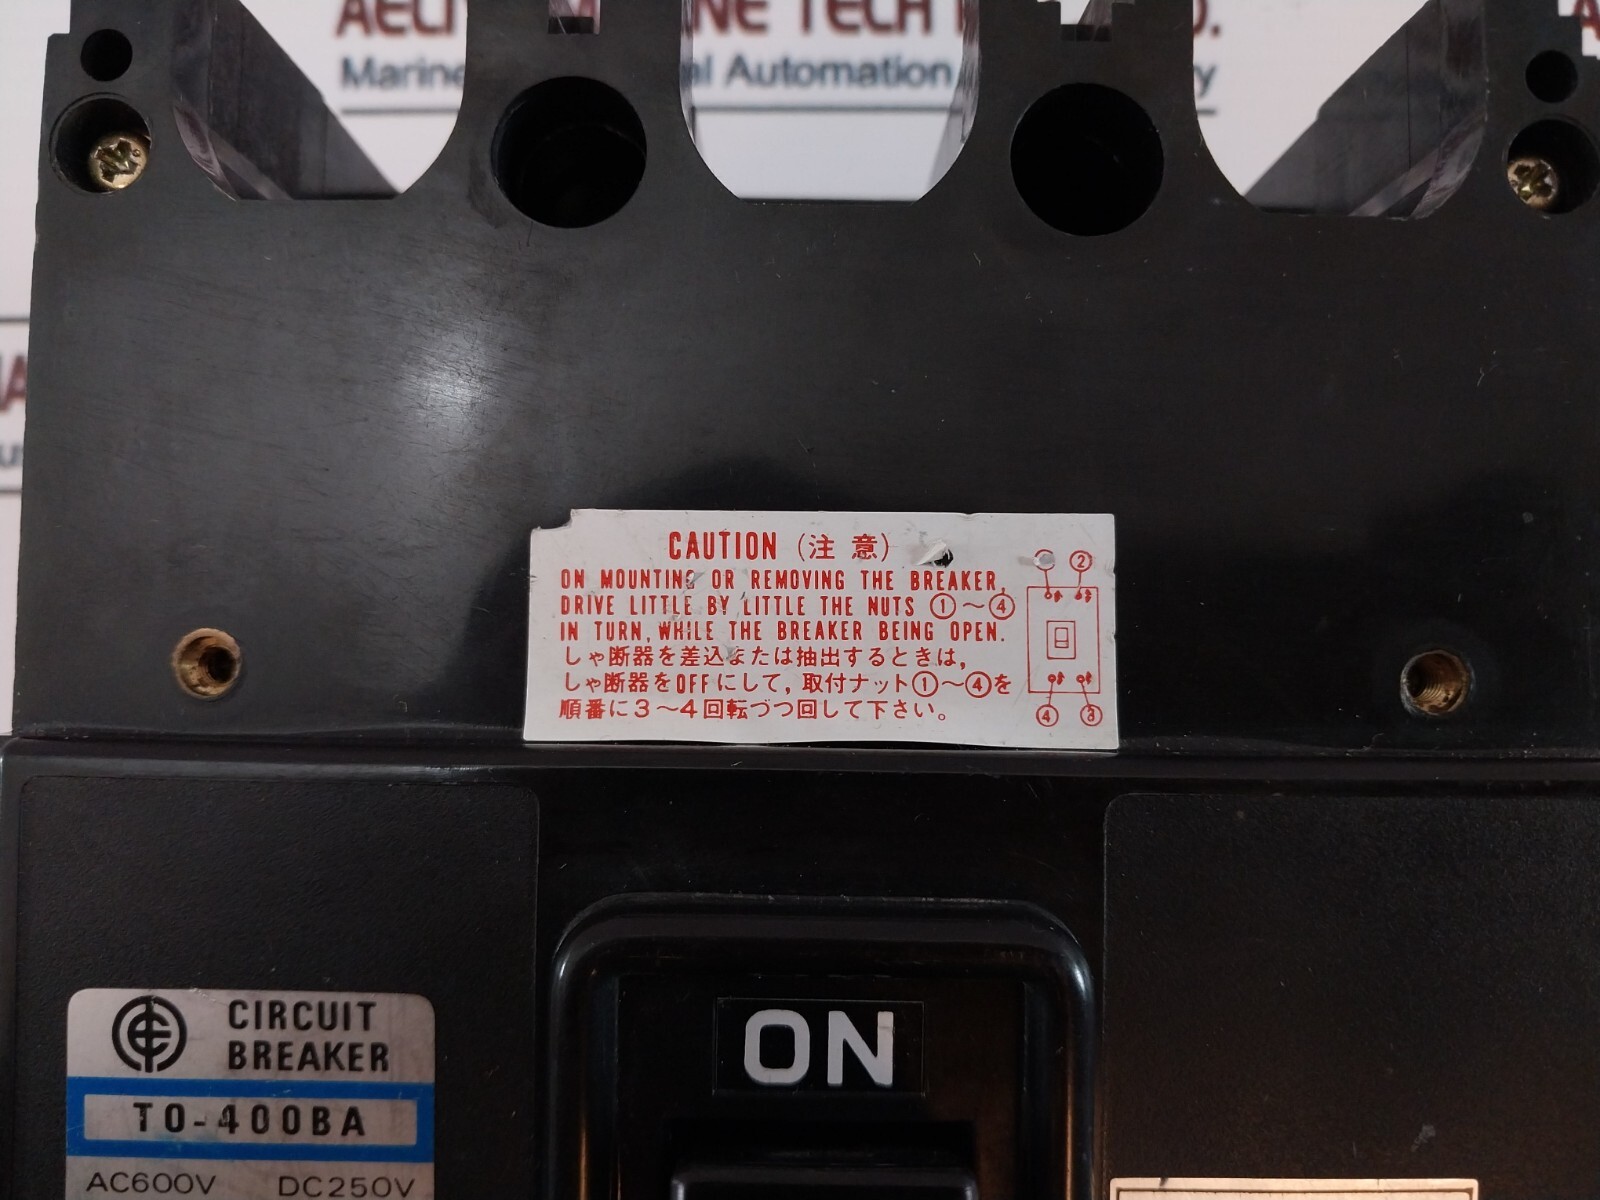 TECH
Marine
Automation
CAUTION (注意)
ON MOUNTING OR REMOVING THE BREAKER,
DRIVE LITTLE BY LITTLE THE NUTS ①～④
IN TURN, WHILE THE BREAKER BEING OPEN.
しゃ断器を差込または抽出するときは,
しゃ断器をOFFにして, 取付ナット①～④を
順番に3～4回転づつ回して下さい。
②
④ ③
ON
CIRCUIT
BREAKER
TO-400BA
AC600V DC250V